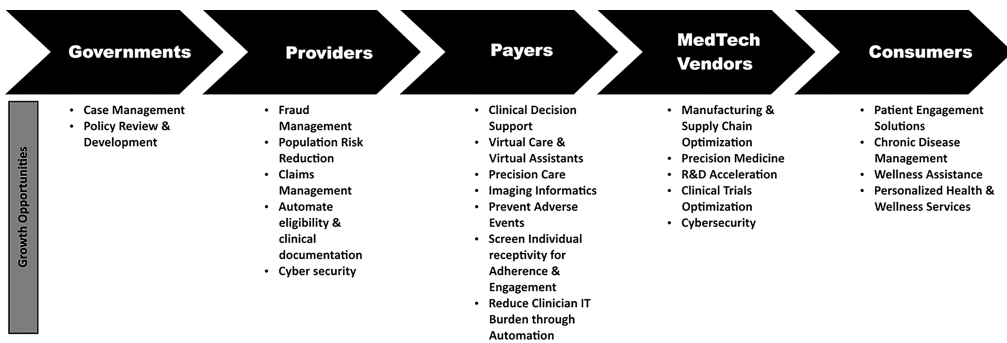 Governments
Providers
Payers
MedTech
Vendors
Consumers
Growth Opportunities
• Case Management
• Policy Review &
Development
• Fraud
Management
• Population Risk
Reduction
• Claims
Management
• Automate
eligibility &
clinical
documentation
• Cyber security
• Clinical Decision
Support
• Virtual Care &
Virtual Assistants
• Precision Care
• Imaging Informatics
• Prevent Adverse
Events
• Screen Individual
receptivity for
Adherence &
Engagement
• Reduce Clinician IT
Burden through
Automation
• Manufacturing &
Supply Chain
Optimization
• Precision Medicine
• R&D Acceleration
• Clinical Trials
Optimization
• Cybersecurity
• Patient Engagement
Solutions
• Chronic Disease
Management
• Wellness Assistance
• Personalized Health &
Wellness Services